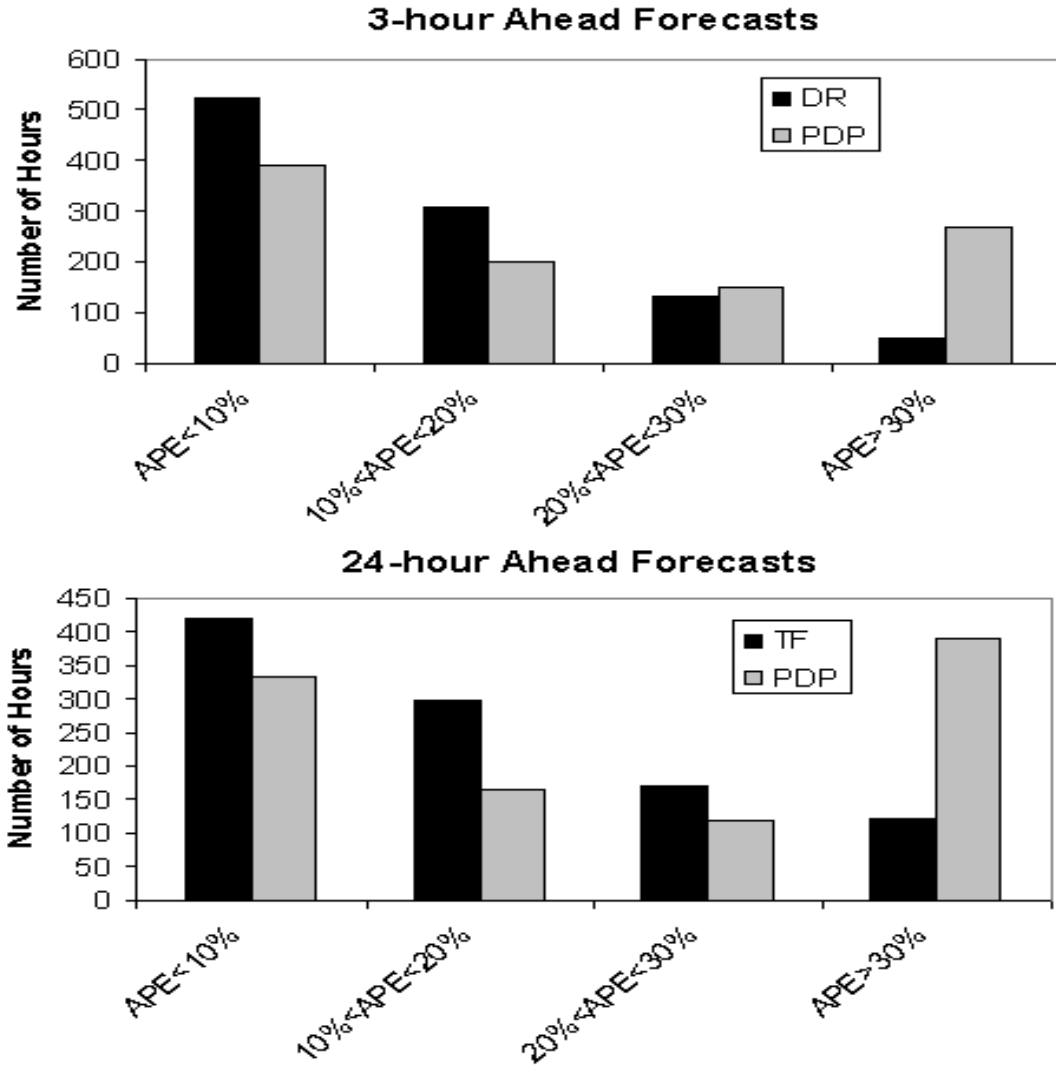 3-hour Ahead Forecasts
Number of Hours
600
500
400
300
200
100
0
DR
PDP
APE<10%
10%<APE<20%
20%<APE<30%
APE>30%
24-hour Ahead Forecasts
Number of Hours
450
400
350
300
250
200
150
100
50
0
TF
PDP
APE<10%
10%<APE<20%
20%<APE<30%
APE>30%